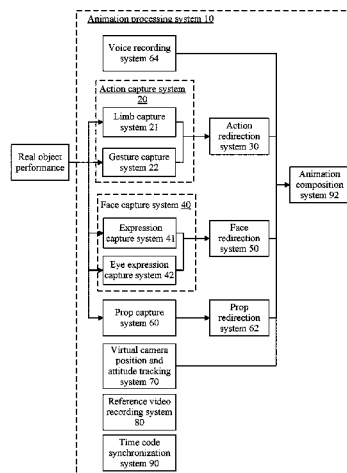 Animation processing system 10
Voice recording
system 64
Action capture system
20
Limb capture
system 21
Gesture capture
system 22
Action
redirection
system 30
Real object
performance
Animation
composition
system 92
Face capture system 40
Expression
capture system 41
Eye expression
capture system 42
Face redirection
system 50
Prop capture
system 60
Prop
redirection
system 62
Virtual camera
position and
attitude tracking
system 70
Reference video
recording system
80
Time code
synchronization
system 90